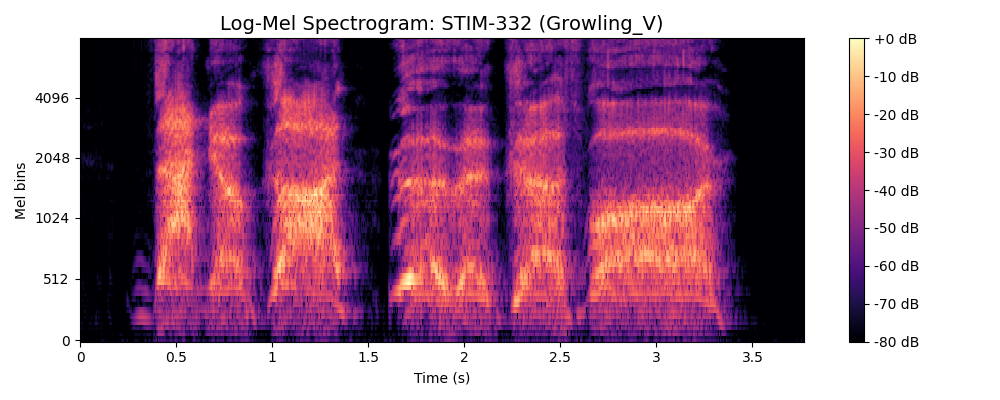 Log-Mel Spectrogram: STIM-332 (Growling_V)
+0 dB
-10 dB
-20 dB
-30 dB
-40 dB
-50 dB
-60 dB
-70 dB
-80 dB
Mel bins
4096
2048
1024
512
0
0
0.5
1
1.5
2
2.5
3
3.5
Time (s)